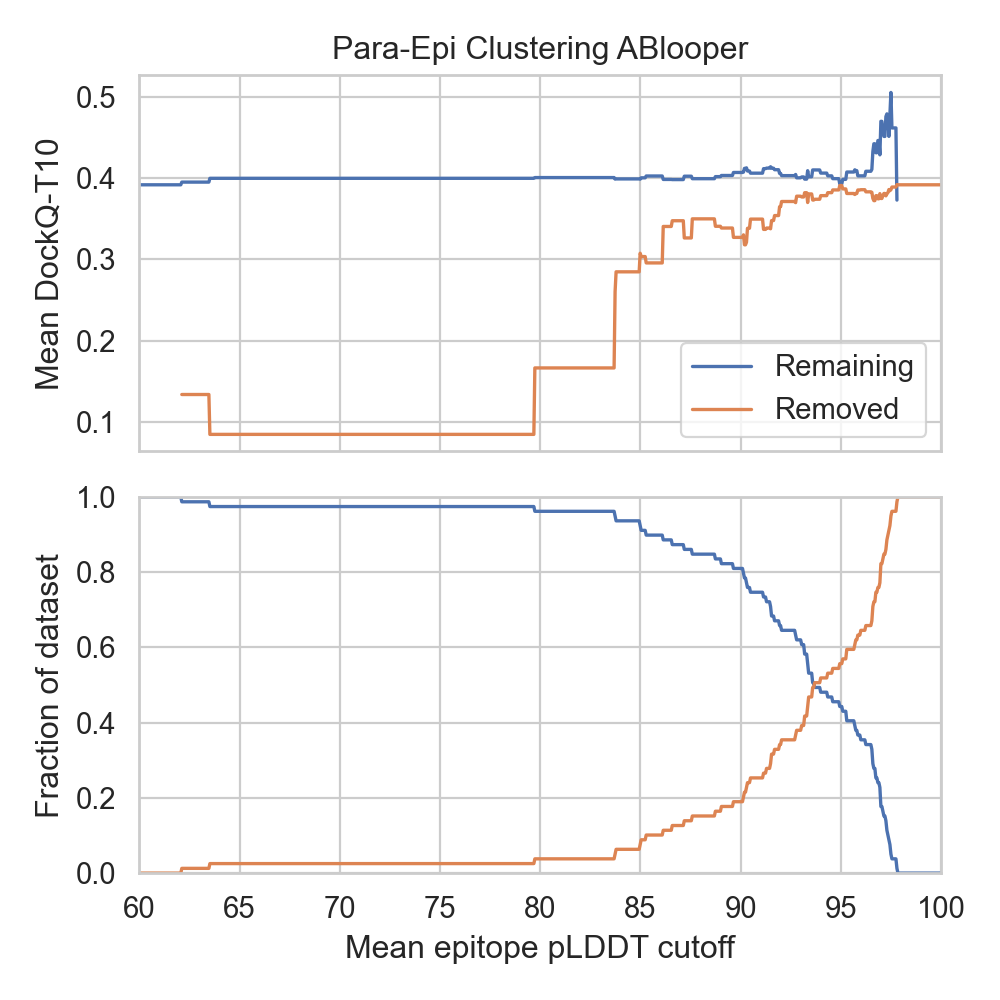 Para-Epi Clustering ABlooper
Mean DockQ-T10
0.5
0.4
0.3
0.2
0.1
Remaining
Removed
Fraction of dataset
1.0
0.8
0.6
0.4
0.2
0.0
60 65 70 75 80 85 90 95 100
Mean epitope pLDDT cutoff